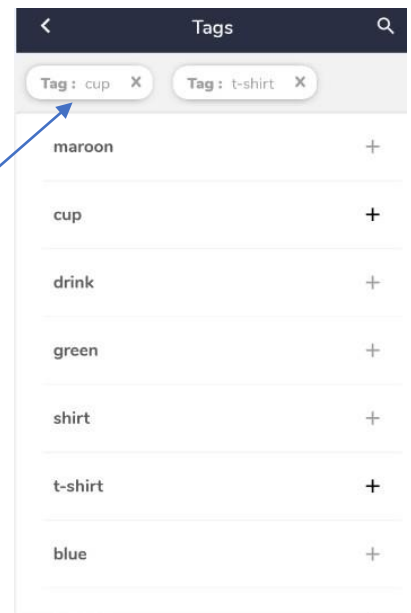 Tags
Tag : cup X Tag : t-shirt X
maroon +
cup +
drink +
green +
shirt +
t-shirt +
blue +